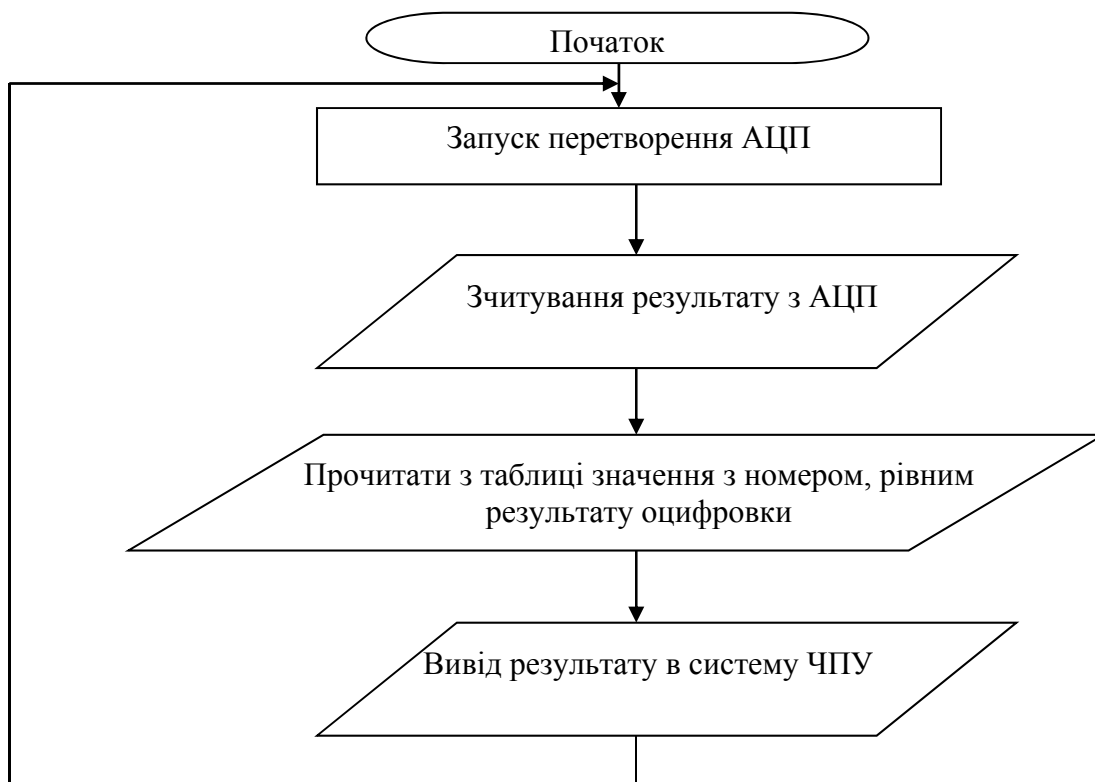 Початок
Запуск перетворення АЦП
Зчитування результату з АЦП
Прочитати з таблиці значення з номером, рівним
результату оцифровки
Вивід результату в систему ЧПУ